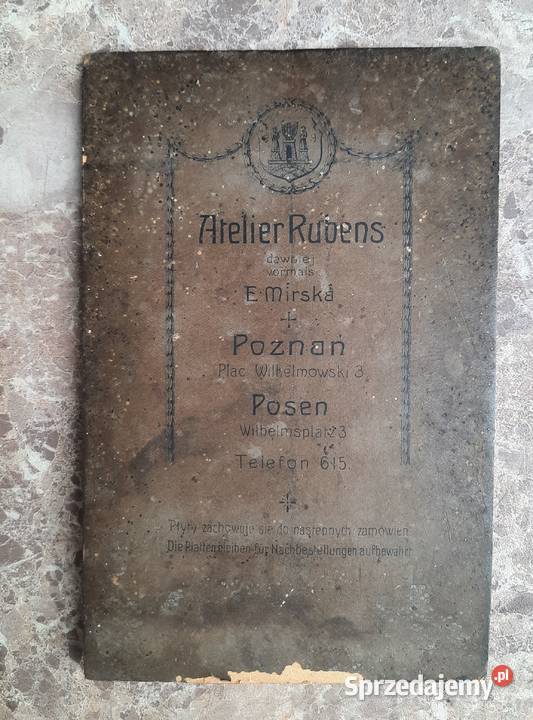 Atelier Rubens
dawniej
vormals
E. Mirska
Poznań
Plac Wilhelmowski 3
Posen
Wilhelmsplatz 3
Telefon 615.
Płyty zachowuje się do następnych zamówień
Die Platten bleiben für Nachbestellungen aufbewahrt
Sprzedajemy.pl